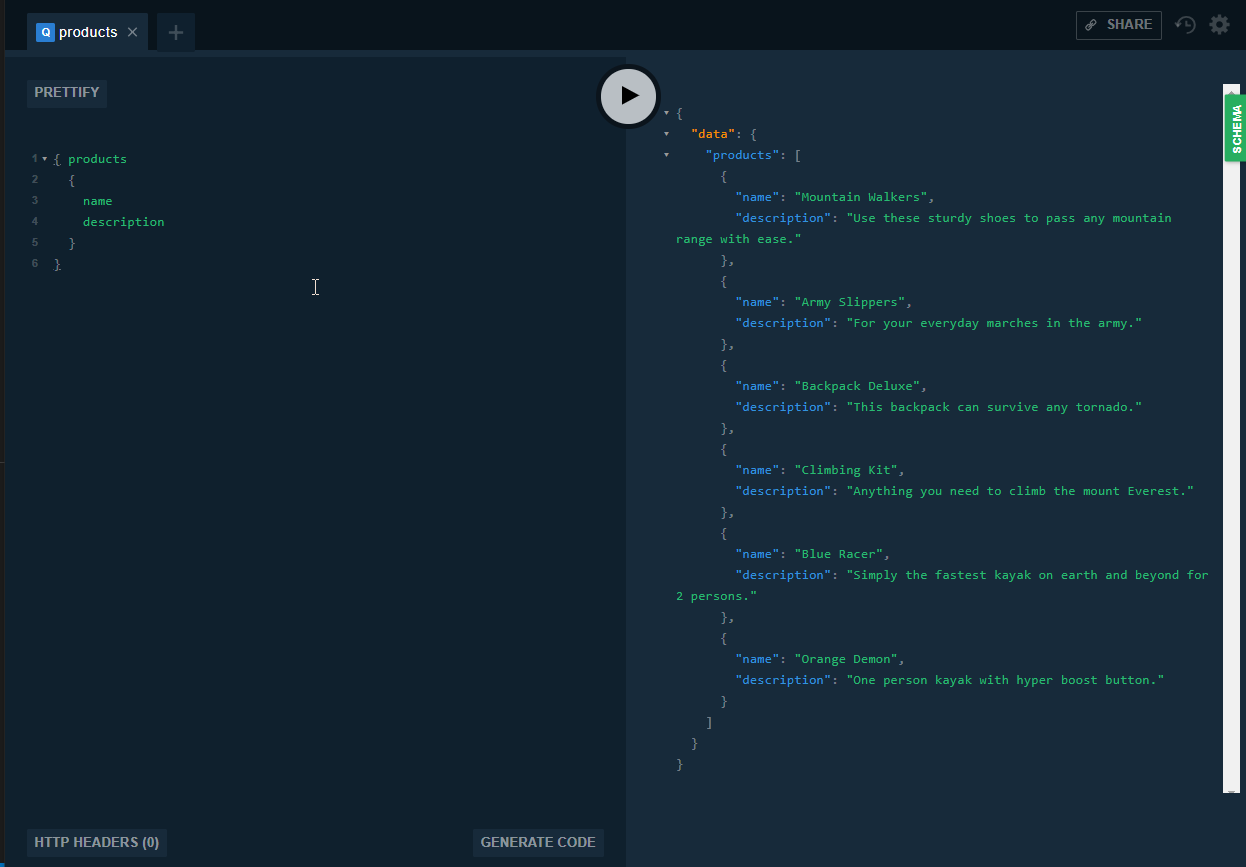 Q products ×
+
SHARE
PRETTIFY
1 { products
2 {
3 name
4 description
5 }
6 }
{
"data": {
"products": [
{
"name": "Mountain Walkers",
"description": "Use these sturdy shoes to pass any mountain
range with ease."
},
{
"name": "Army Slippers",
"description": "For your everyday marches in the army."
},
{
"name": "Backpack Deluxe",
"description": "This backpack can survive any tornado."
},
{
"name": "Climbing Kit",
"description": "Anything you need to climb the mount Everest."
},
{
"name": "Blue Racer",
"description": "Simply the fastest kayak on earth and beyond for
2 persons."
},
{
"name": "Orange Demon",
"description": "One person kayak with hyper boost button."
}
]
}
}
SCHEMA
HTTP HEADERS (0)
GENERATE CODE